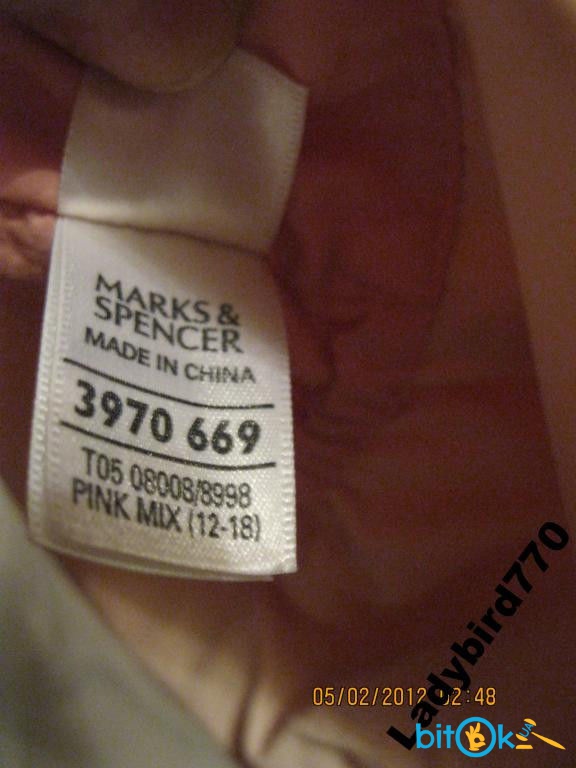 MARKS &
SPENCER
MADE IN CHINA
3970 669
T05 08008/8998
PINK MIX (12-18)
Ladybird770
05/02/2012 02:48
bitok UA